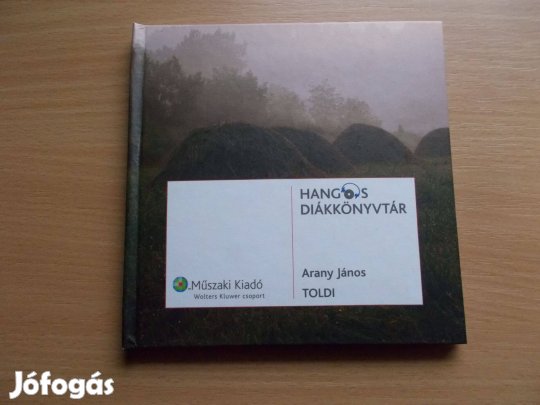 HANGOS
DIÁKKÖNYVTÁR
Műszaki Kiadó
Wolters Kluwer csoport
Arany János
TOLDI
Jófogás